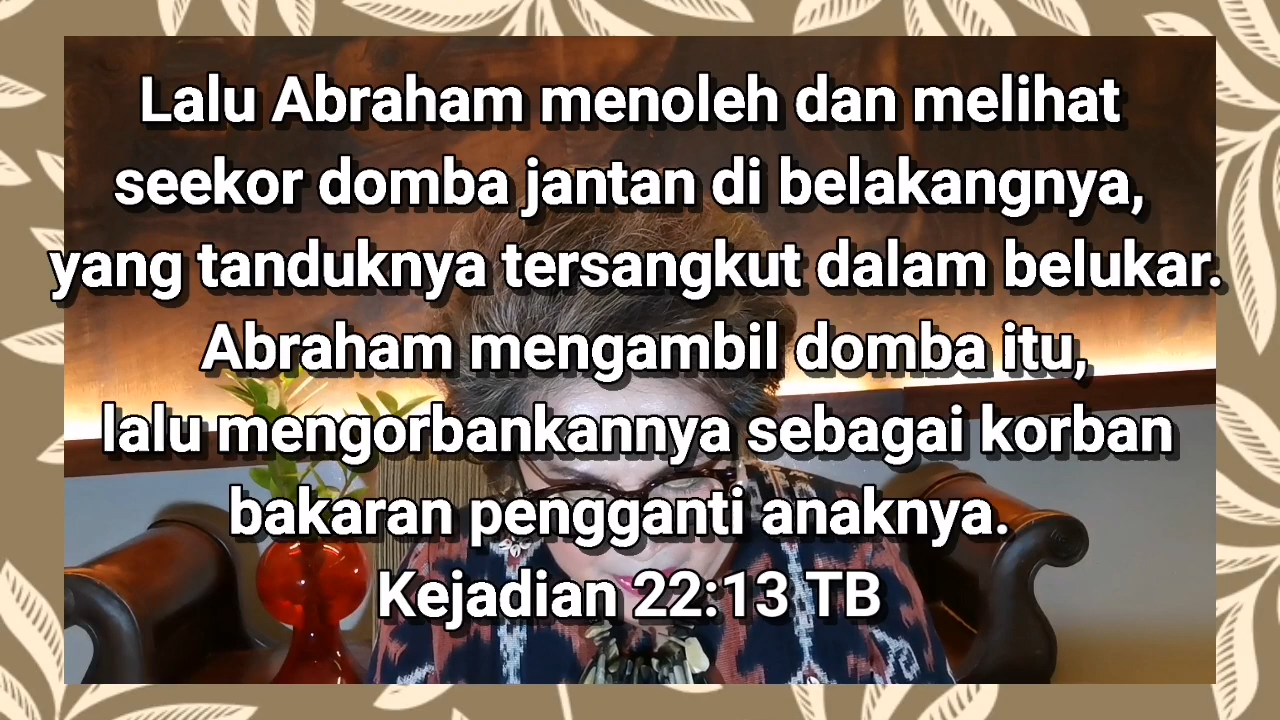 Lalu Abraham menoleh dan melihat
seekor domba jantan di belakangnya,
yang tanduknya tersangkut dalam belukar.
Abraham mengambil domba itu,
lalu mengorbankannya sebagai korban
bakaran pengganti anaknya.
Kejadian 22:13 TB